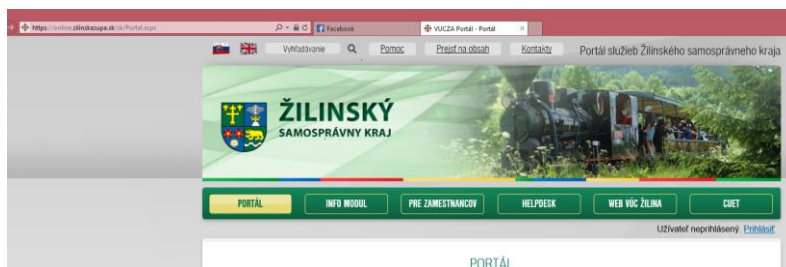 https://online.zilinskazupa.sk/sk/Portal.aspx
Facebook
VUCZA Portál - Portál
Vyhľadávanie Pomoc Prejsť na obsah Kontakty Portál služieb Žilinského samosprávneho kraja
ŽILINSKÝ
SAMOSPRÁVNY KRAJ
PORTÁL INFO MODUL PRE ZAMESTNANCOV HELPDESK WEB VÚC ŽILINA CUET
Užívateľ neprihlásený. Prihlásiť
PORTÁL